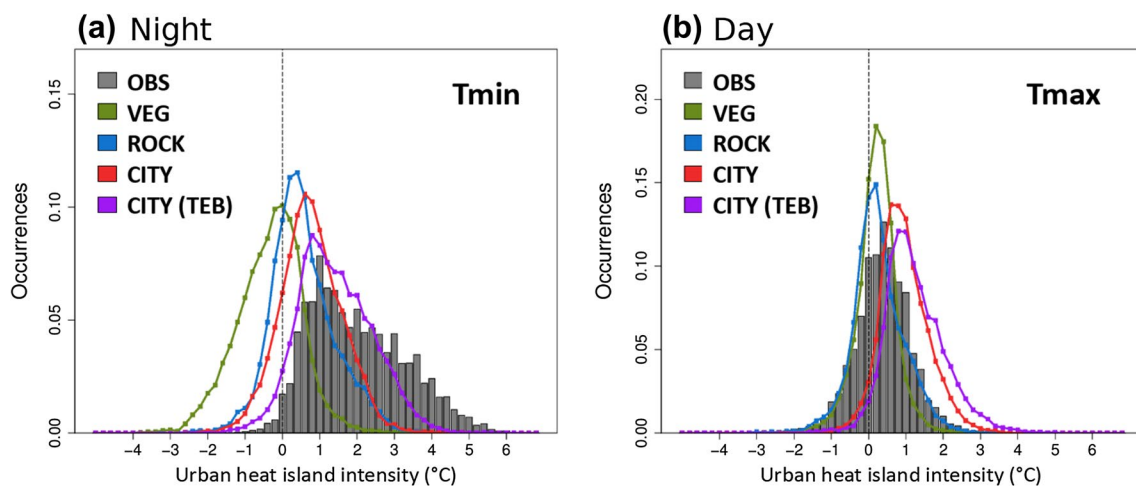 (a) Night
OBS
VEG
ROCK
CITY
CITY (TEB)
Tmin
Occurrences
0.15
0.10
0.05
0.00
−4 −3 −2 −1 0 1 2 3 4 5 6
Urban heat island intensity (°C)
(b) Day
OBS
VEG
ROCK
CITY
CITY (TEB)
Tmax
Occurrences
0.20
0.15
0.10
0.05
0.00
−4 −3 −2 −1 0 1 2 3 4 5 6
Urban heat island intensity (°C)